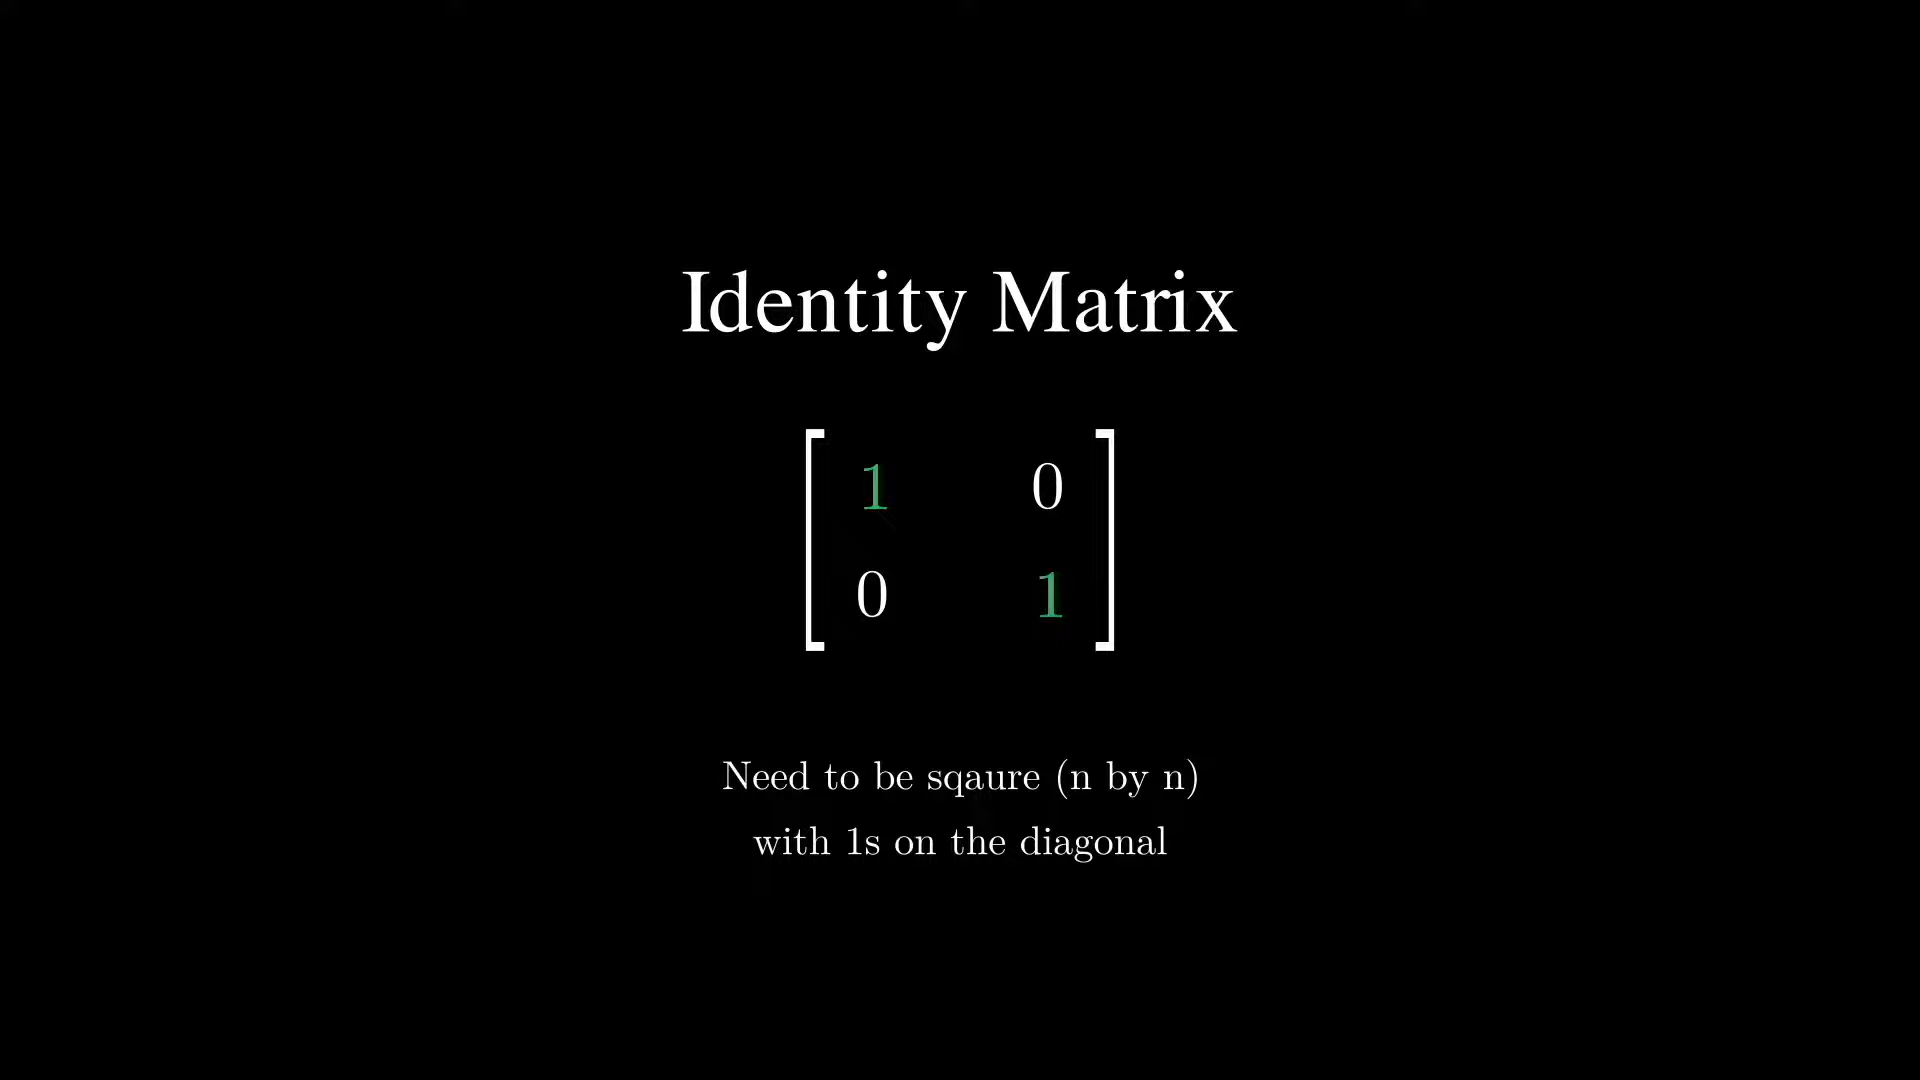 Identity Matrix
1 0
0 1
Need to be sqaure (n by n)
with 1s on the diagonal